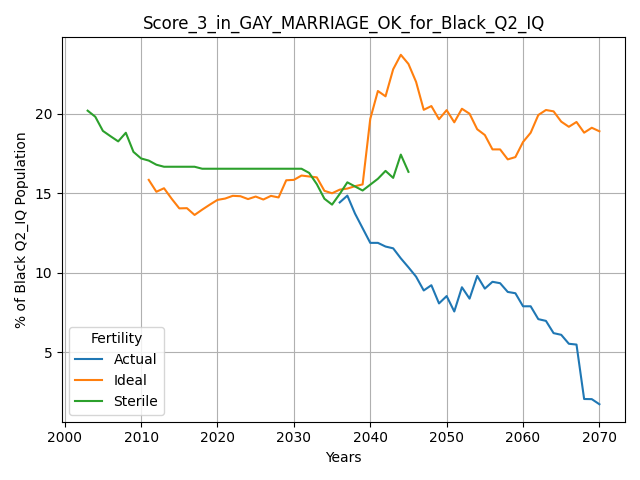 Score_3_in_GAY_MARRIAGE_OK_for_Black_Q2_IQ
% of Black Q2_IQ Population
20
15
10
5
Fertility
Actual
Ideal
Sterile
2000 2010 2020 2030 2040 2050 2060 2070
Years